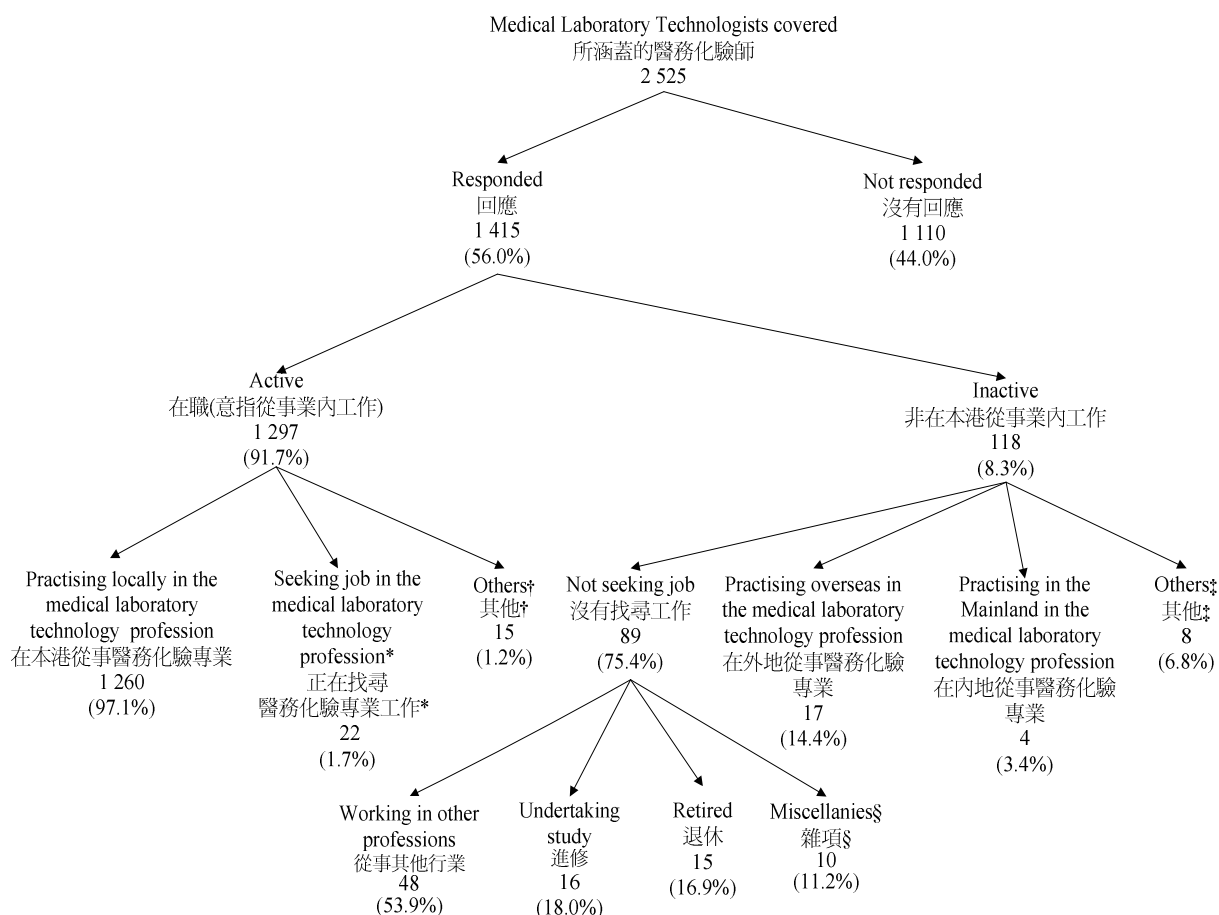 Medical Laboratory Technologists covered
所涵蓋的醫務化驗師
2 525
Responded
回應
1 415
(56.0%)
Not responded
沒有回應
1 110
(44.0%)
Active
在職(意指從事業內工作)
1 297
(91.7%)
Inactive
非在本港從事業內工作
118
(8.3%)
Practising locally in the
medical laboratory
technology profession
在本港從事醫務化驗專業
1 260
(97.1%)
Seeking job in the
medical laboratory
technology
profession*
正在找尋
醫務化驗專業工作*
22
(1.7%)
Others†
其他†
15
(1.2%)
Not seeking job
沒有找尋工作
89
(75.4%)
Practising overseas in
the medical laboratory
technology profession
在外地從事醫務化驗
專業
17
(14.4%)
Practising in the
Mainland in the
medical laboratory
technology profession
在內地從事醫務化驗
專業
4
(3.4%)
Others‡
其他‡
8
(6.8%)
Working in other
professions
從事其他行業
48
(53.9%)
Undertaking
study
進修
16
(18.0%)
Retired
退休
15
(16.9%)
Miscellanies§
雜項§
10
(11.2%)